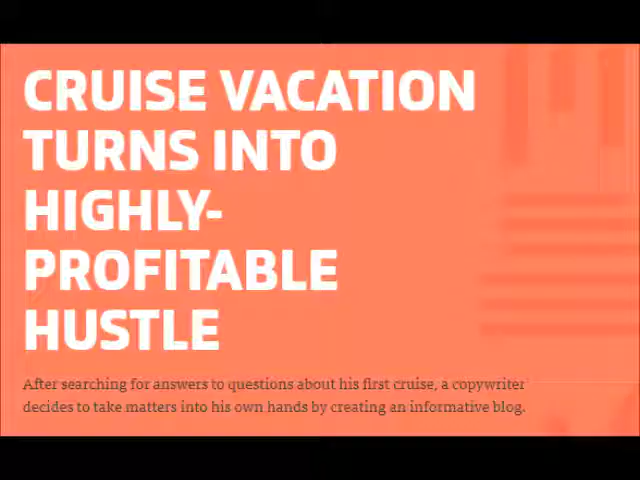 CRUISE VACATION
TURNS INTO
HIGHLY-
PROFITABLE
HUSTLE
After searching for answers to questions about his first cruise, a copywriter
decides to take matters into his own hands by creating an informative blog.